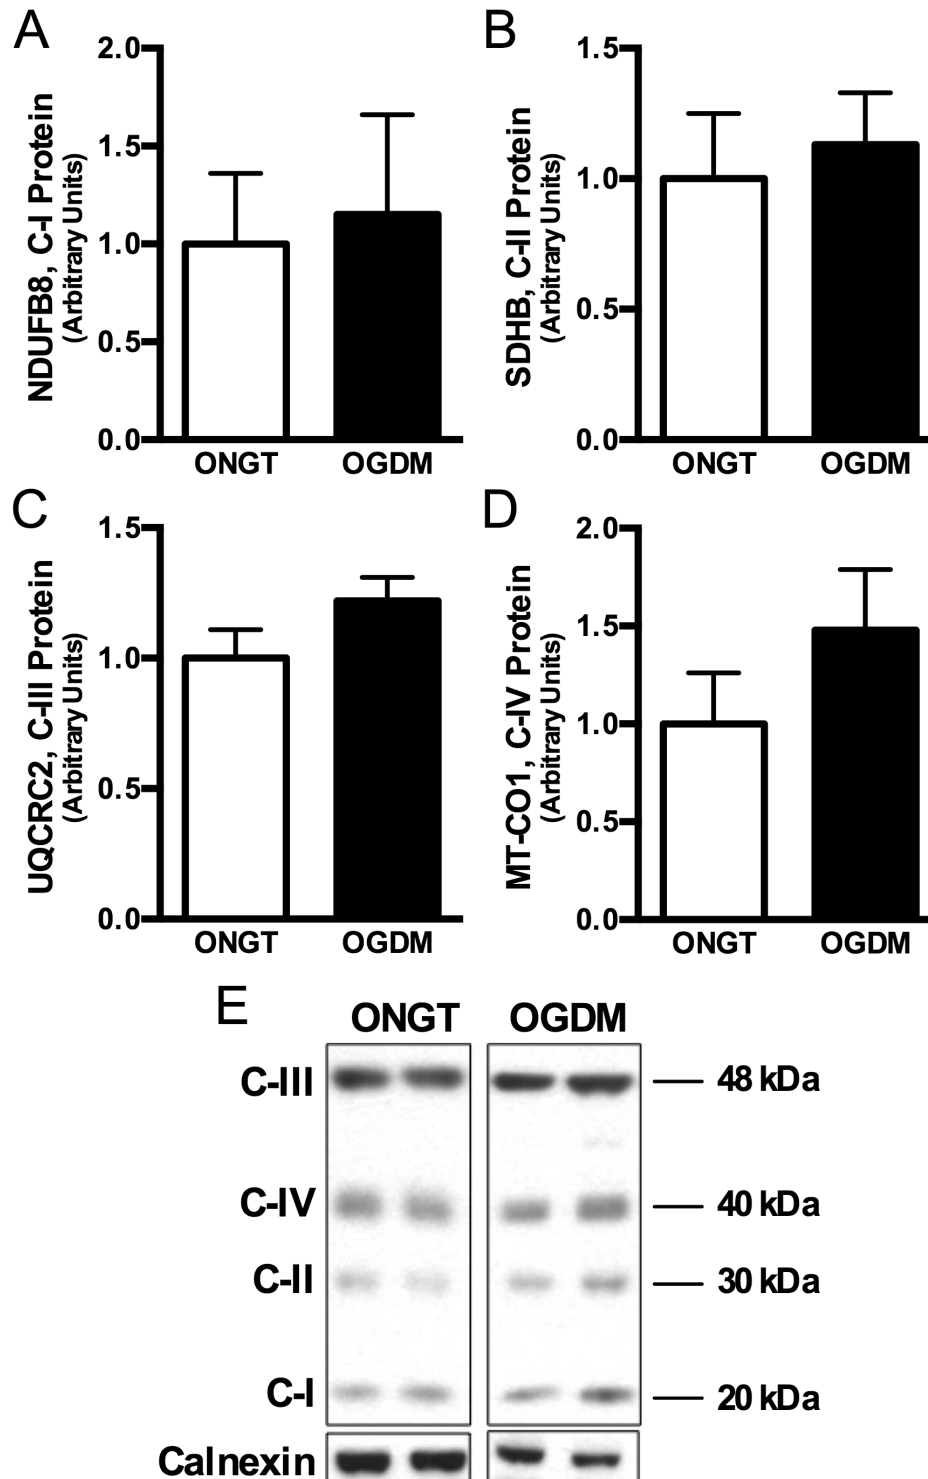 A
NDUFB8, C-I Protein
(Arbitrary Units)
2.0
1.5
1.0
0.5
0.0
ONGT OGDM
B
SDHB, C-II Protein
(Arbitrary Units)
1.5
1.0
0.5
0.0
ONGT OGDM
C
UQCRC2, C-III Protein
(Arbitrary Units)
1.5
1.0
0.5
0.0
ONGT OGDM
D
MT-CO1, C-IV Protein
(Arbitrary Units)
2.0
1.5
1.0
0.5
0.0
ONGT OGDM
E
ONGT OGDM
C-III 48 kDa
C-IV 40 kDa
C-II 30 kDa
C-I 20 kDa
Calnexin